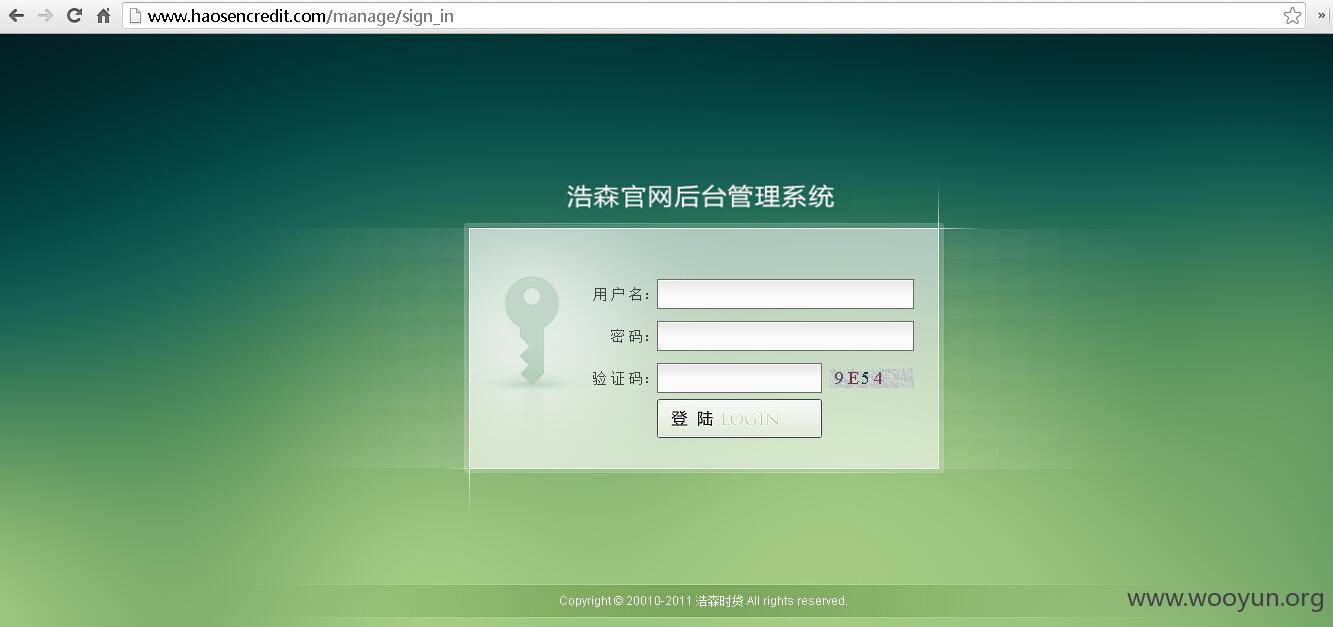 www.haosencredit.com/manage/sign_in
»
浩森官网后台管理系统
用户名:
密码:
验证码:
9E54
登 陆 LOGIN
Copyright © 20010-2011 浩森时贷 All rights reserved.
www.wooyun.org